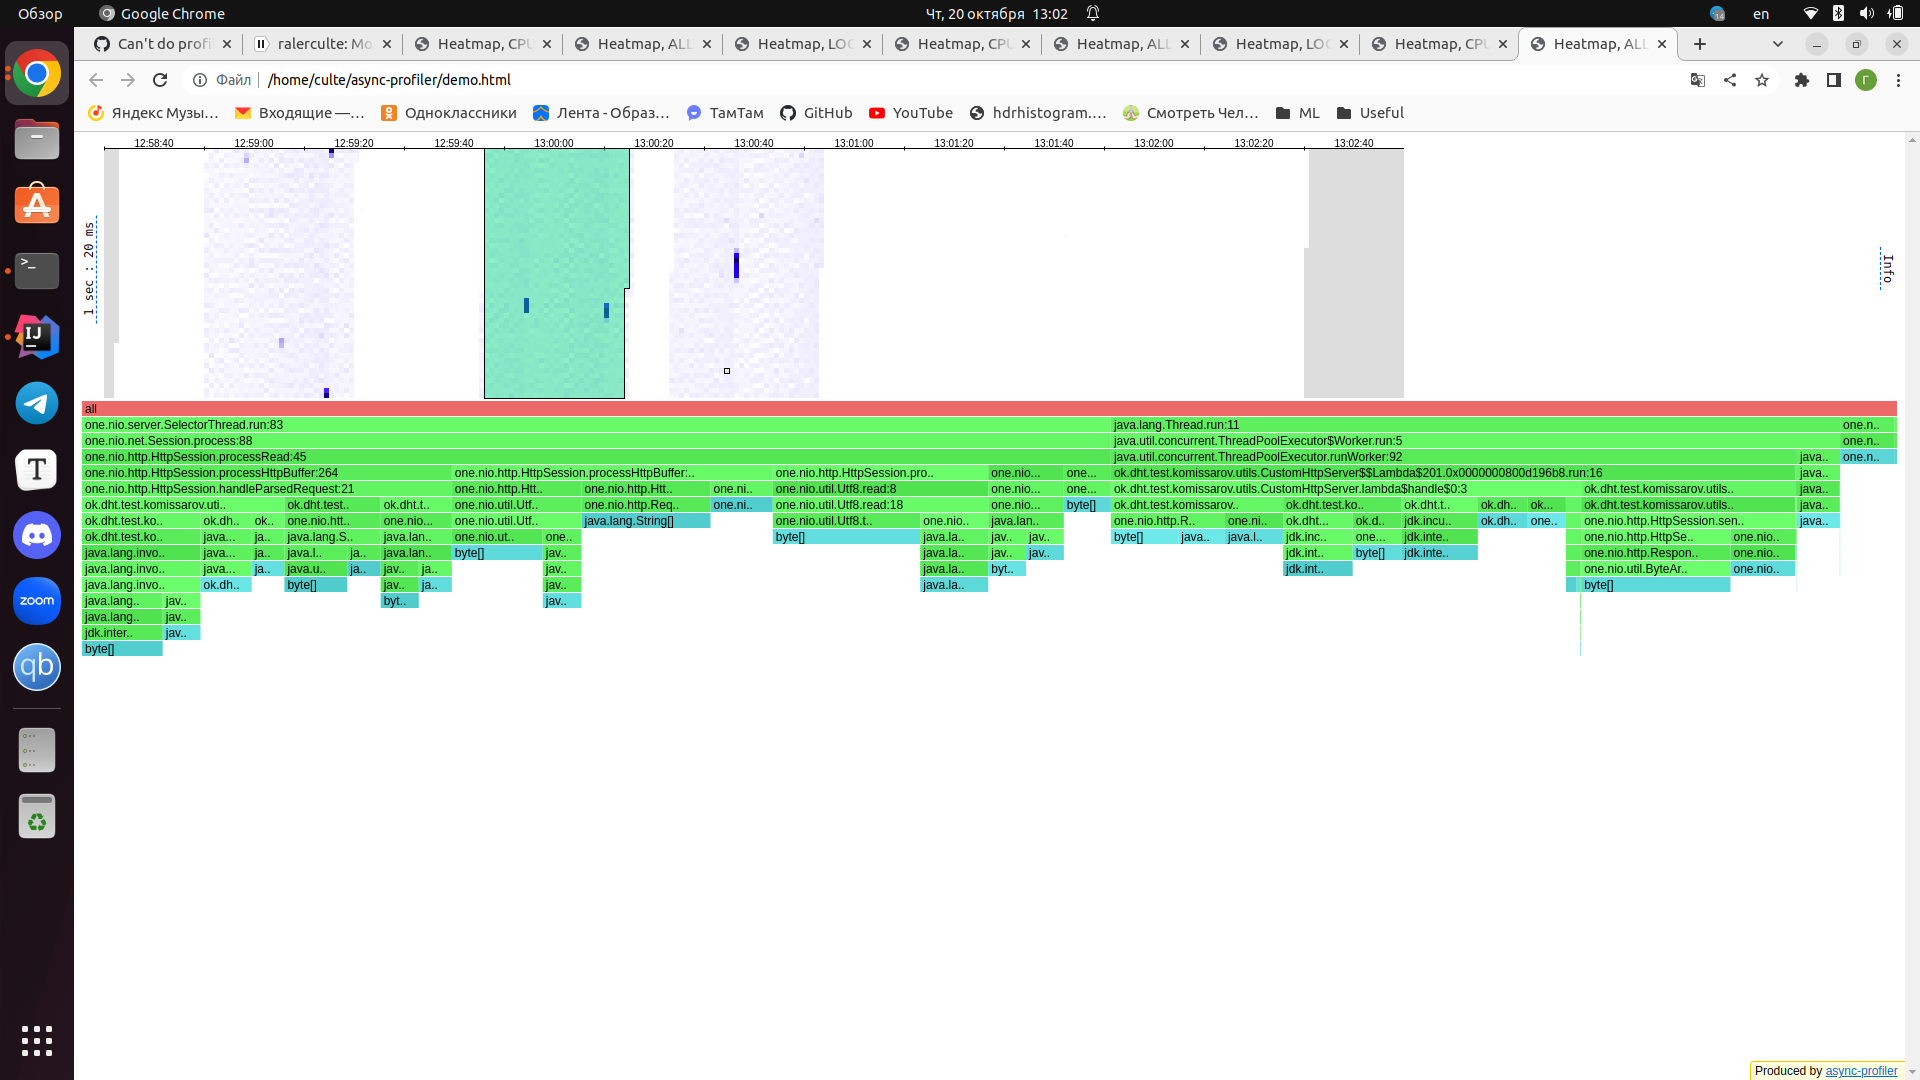 Обзор
Google Chrome
Чт, 20 октября 13:02
14
en
Can't do profi
ralerculte: Mo
Heatmap, CPU
Heatmap, ALL
Heatmap, LOC
Heatmap, CPU
Heatmap, ALL
Heatmap, LOC
Heatmap, CPU
Heatmap, ALL
Файл
/home/culte/async-profiler/demo.html
Г
Яндекс Музы…
Входящие —…
Одноклассники
Лента - Образ…
ТамТам
GitHub
YouTube
hdrhistogram.…
Смотреть Чел…
ML
Useful
12:58:40 12:59:00 12:59:20 12:59:40 13:00:00 13:00:20 13:00:40 13:01:00 13:01:20 13:01:40 13:02:00 13:02:20 13:02:40
1 sec : 20 ms
Info
all
one.nio.server.SelectorThread.run:83 java.lang.Thread.run:11 one.n..
one.nio.net.Session.process:88 java.util.concurrent.ThreadPoolExecutor$Worker.run:5 one.n..
one.nio.http.HttpSession.processRead:45 java.util.concurrent.ThreadPoolExecutor.runWorker:92 java.. one.n..
one.nio.http.HttpSession.processHttpBuffer:264 one.nio.http.HttpSession.processHttpBuffer:.. one.nio.http.HttpSession.pro.. one.nio... one... ok.dht.test.komissarov.utils.CustomHttpServer$$Lambda$201.0x0000000800d196b8.run:16 java..
one.nio.http.HttpSession.handleParsedRequest:21 one.nio.http.Htt.. one.nio.http.Htt.. one.ni.. one.nio.util.Utf8.read:8 one.nio... one... ok.dht.test.komissarov.utils.CustomHttpServer.lambda$handle$0:3 ok.dht.test.komissarov.utils.. java..
ok.dht.test.komissarov.uti.. ok.dht.test.. ok.dht.t.. one.nio.util.Utf.. one.nio.http.Req.. one.ni.. one.nio.util.Utf8.read:18 one.nio... byte[] ok.dht.test.komissarov.. ok.dht.test.ko.. ok.dht.t.. ok.dh.. ok... ok.dht.test.komissarov.utils.. java..
ok.dht.test.ko.. ok.dh.. ok.. one.nio.htt.. one.nio... one.nio.util.Utf.. java.lang.String[] one.nio.util.Utf8.t.. one.nio.. java.lan.. one.nio.http.R.. one.ni.. ok.dht... ok.d.. jdk.incu.. ok.dh.. one.. one.nio.http.HttpSession.sen.. java..
ok.dht.test.ko.. java... ja.. java.lang.S.. java.lan.. one.nio.ut.. one.. byte[] java.la.. jav.. jav.. byte[] java.. java.l.. jdk.inc.. one... jdk.inte.. one.nio.http.HttpSe.. one.nio..
java.lang.invo.. java... ja.. java.l.. ja.. java.lan.. byte[] jav.. java.la.. jav.. jav.. jdk.int.. byte[] jdk.inte.. one.nio.http.Respon.. one.nio..
java.lang.invo.. java... ja.. java.u.. ja.. jav.. ja.. jav.. java.la.. byt.. jdk.int.. one.nio.util.ByteAr.. one.nio..
java.lang.invo.. ok.dh.. byte[] jav.. ja.. jav.. java.la.. byte[]
java.lang.. jav.. byt.. jav..
java.lang.. jav..
jdk.inter.. jav..
byte[]
zoom
qb
Produced by async-profiler